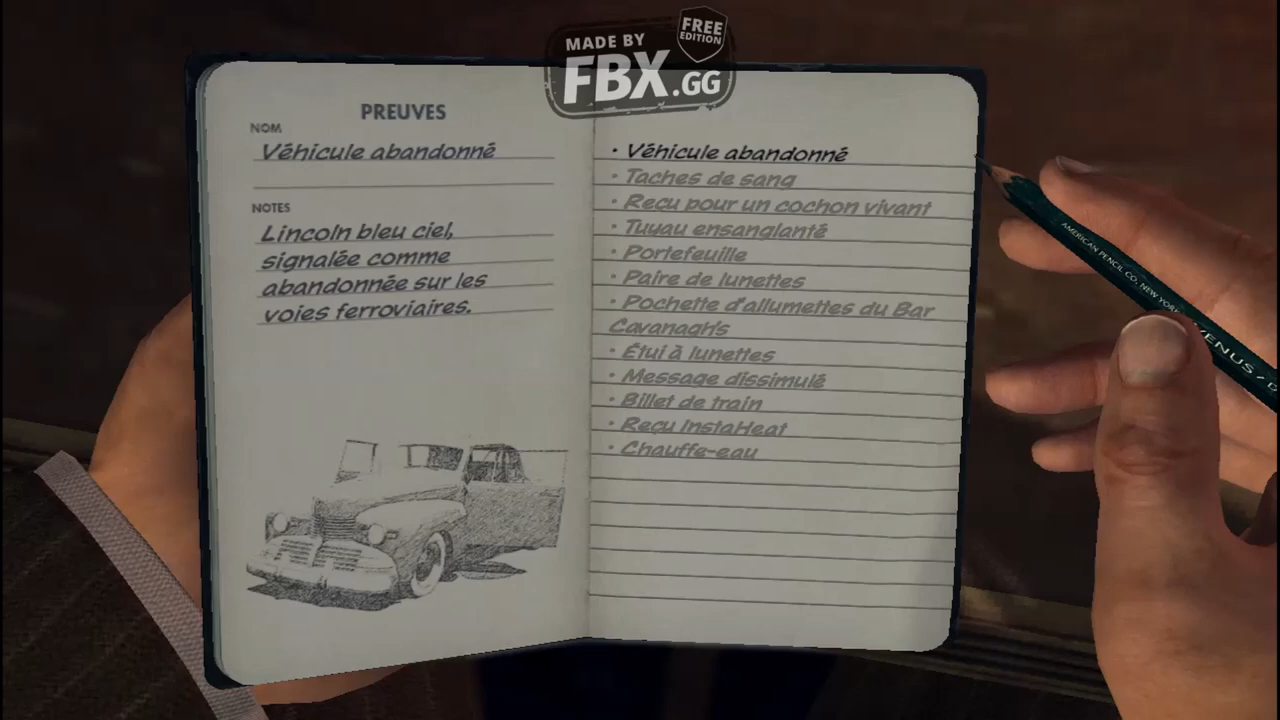 MADE BY
FREE
EDITION
FBX.GG
PREUVES
NOM
Véhicule abandonné
NOTES
Lincoln bleu ciel,
signalée comme
abandonnée sur les
voies ferroviaires.
• Véhicule abandonné
• Taches de sang
• Reçu pour un cochon vivant
• Tuyau ensanglanté
• Portefeuille
• Paire de lunettes
• Pochette d'allumettes du Bar
Cavanagh's
• Étui à lunettes
• Message dissimulé
• Billet de train
• Reçu InstaHeat
• Chauffe-eau
AMERICAN PENCIL CO, NEW YORK
VENUS